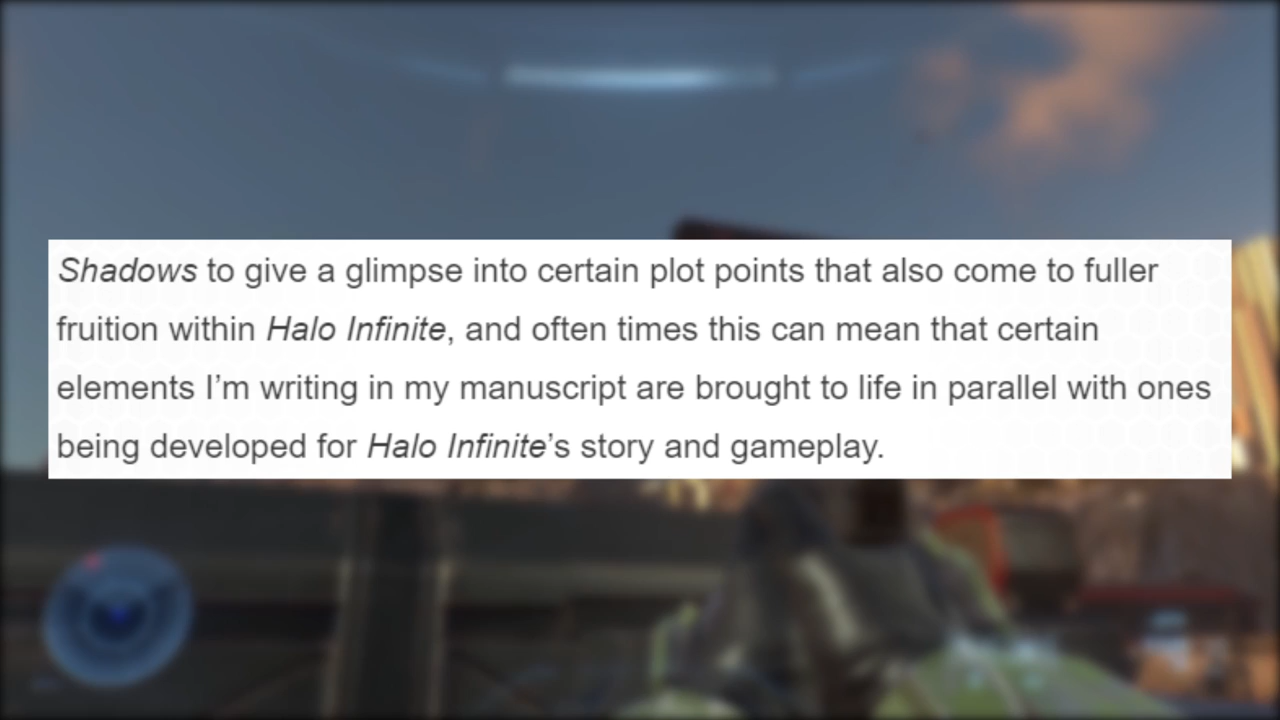 Shadows to give a glimpse into certain plot points that also come to fuller
fruition within Halo Infinite, and often times this can mean that certain
elements I’m writing in my manuscript are brought to life in parallel with ones
being developed for Halo Infinite’s story and gameplay.